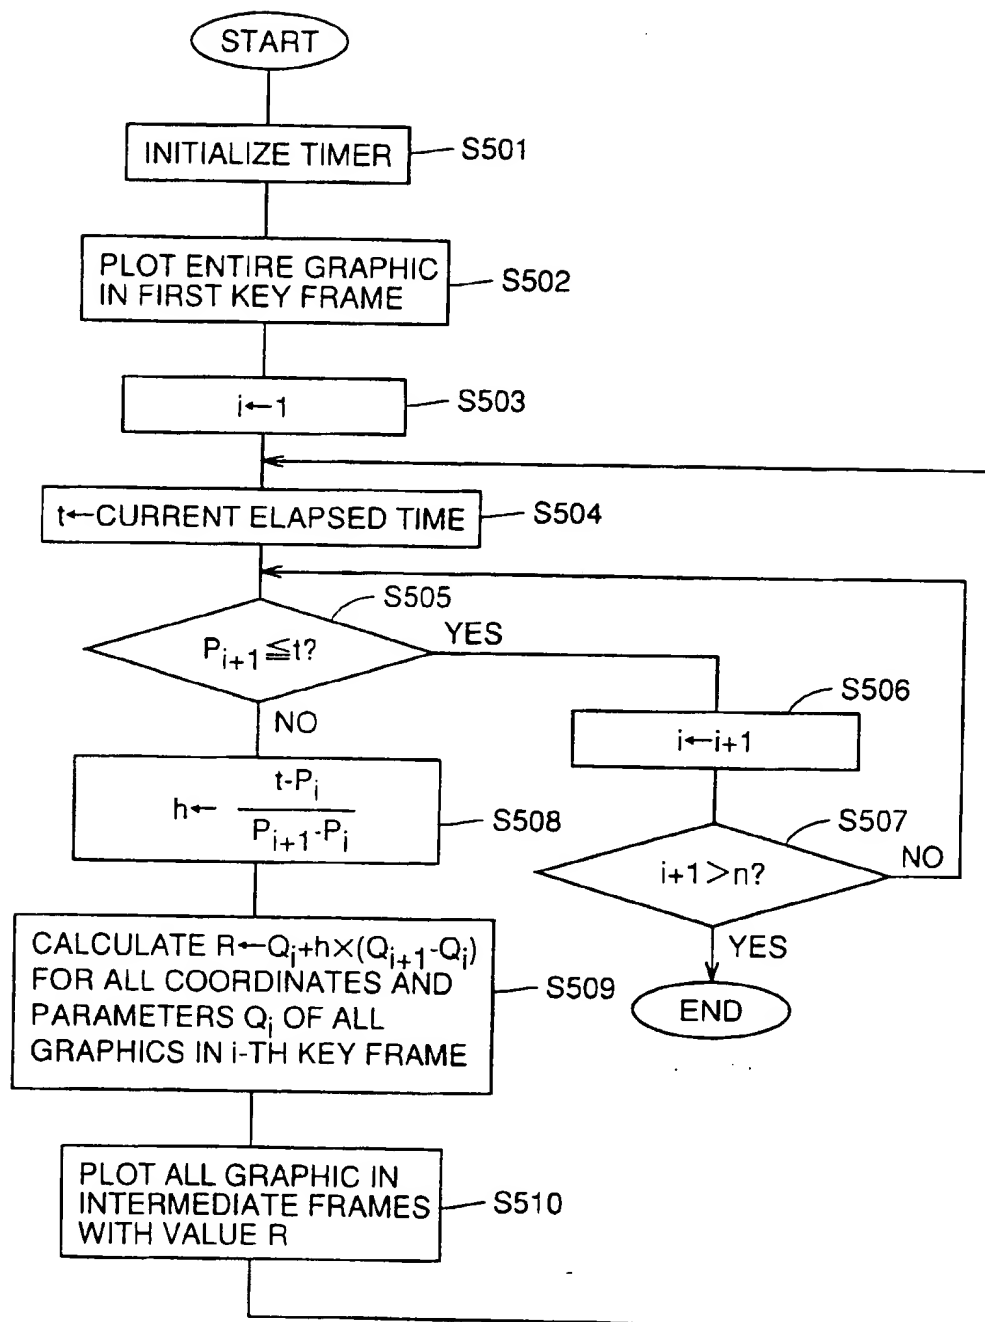 START
INITIALIZE TIMER
S501
PLOT ENTIRE GRAPHIC
IN FIRST KEY FRAME
S502
i←1
S503
t←CURRENT ELAPSED TIME
S504
S505
P_{i+1}≦t?
YES
NO
S506
i←i+1
S507
i+1>n?
NO
YES
END
h← \frac{t-P_i}{P_{i+1}-P_i}
S508
CALCULATE R←Q_i+h×(Q_{i+1}-Q_i)
FOR ALL COORDINATES AND
PARAMETERS Q_i OF ALL
GRAPHICS IN i-TH KEY FRAME
S509
PLOT ALL GRAPHIC IN
INTERMEDIATE FRAMES
WITH VALUE R
S510